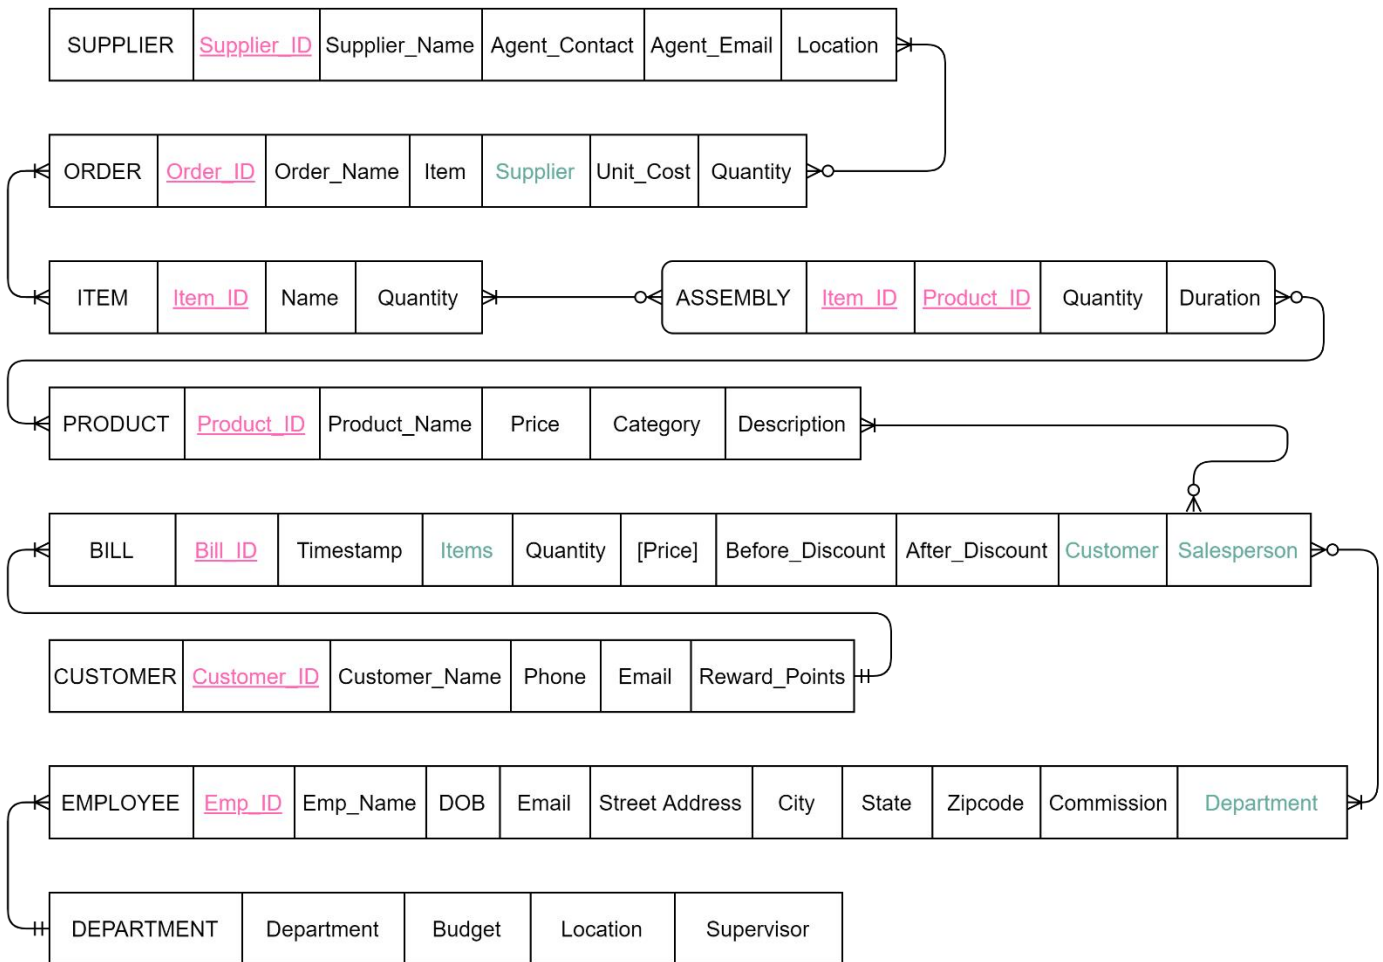 SUPPLIER Supplier_ID Supplier_Name Agent_Contact Agent_Email Location
ORDER Order_ID Order_Name Item Supplier Unit_Cost Quantity
ITEM Item_ID Name Quantity ASSEMBLY Item_ID Product_ID Quantity Duration
PRODUCT Product_ID Product_Name Price Category Description
BILL Bill_ID Timestamp Items Quantity [Price] Before_Discount After_Discount Customer Salesperson
CUSTOMER Customer_ID Customer_Name Phone Email Reward_Points
EMPLOYEE Emp_ID Emp_Name DOB Email Street Address City State Zipcode Commission Department
DEPARTMENT Department Budget Location Supervisor